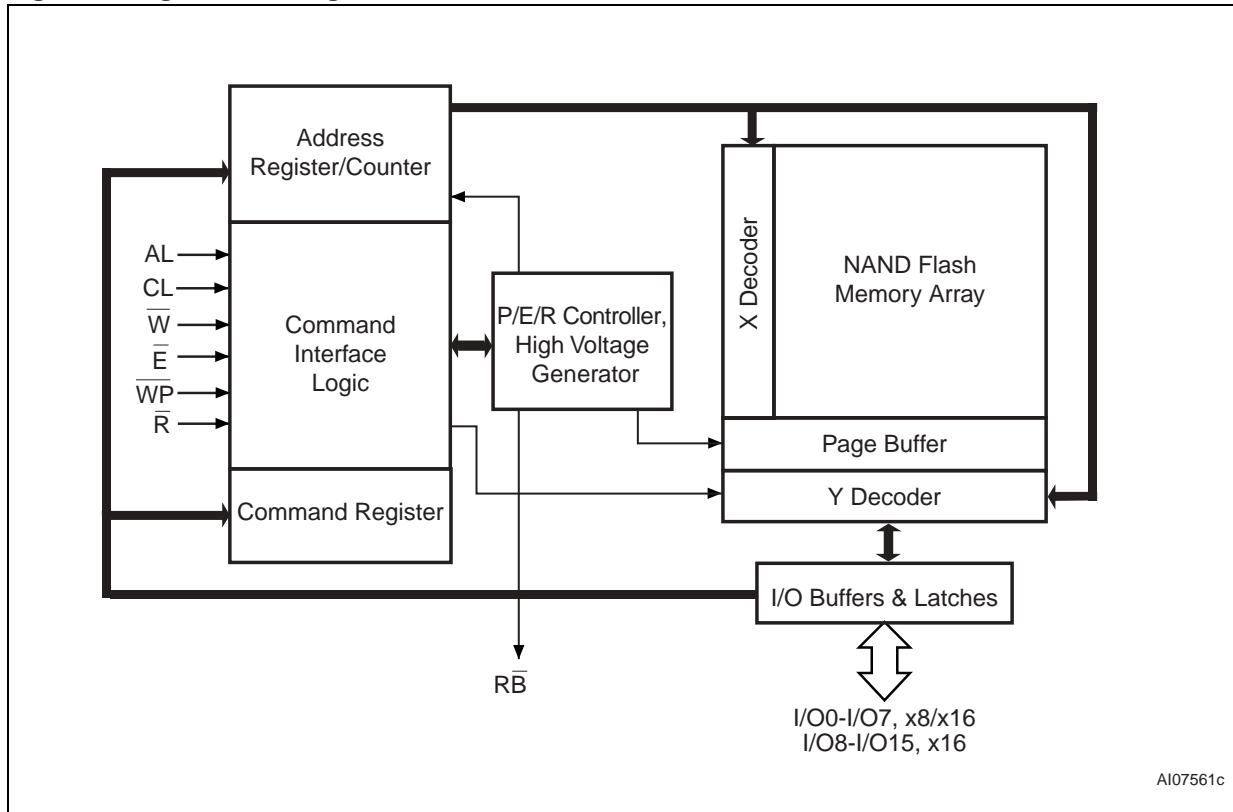 Address
Register/Counter
AL
CL
W̅
E̅
W̅P̅
R̅
Command
Interface
Logic
Command Register
P/E/R Controller,
High Voltage
Generator
RB̅
X Decoder
NAND Flash
Memory Array
Page Buffer
Y Decoder
I/O Buffers & Latches
I/O0-I/O7, x8/x16
I/O8-I/O15, x16
AI07561c